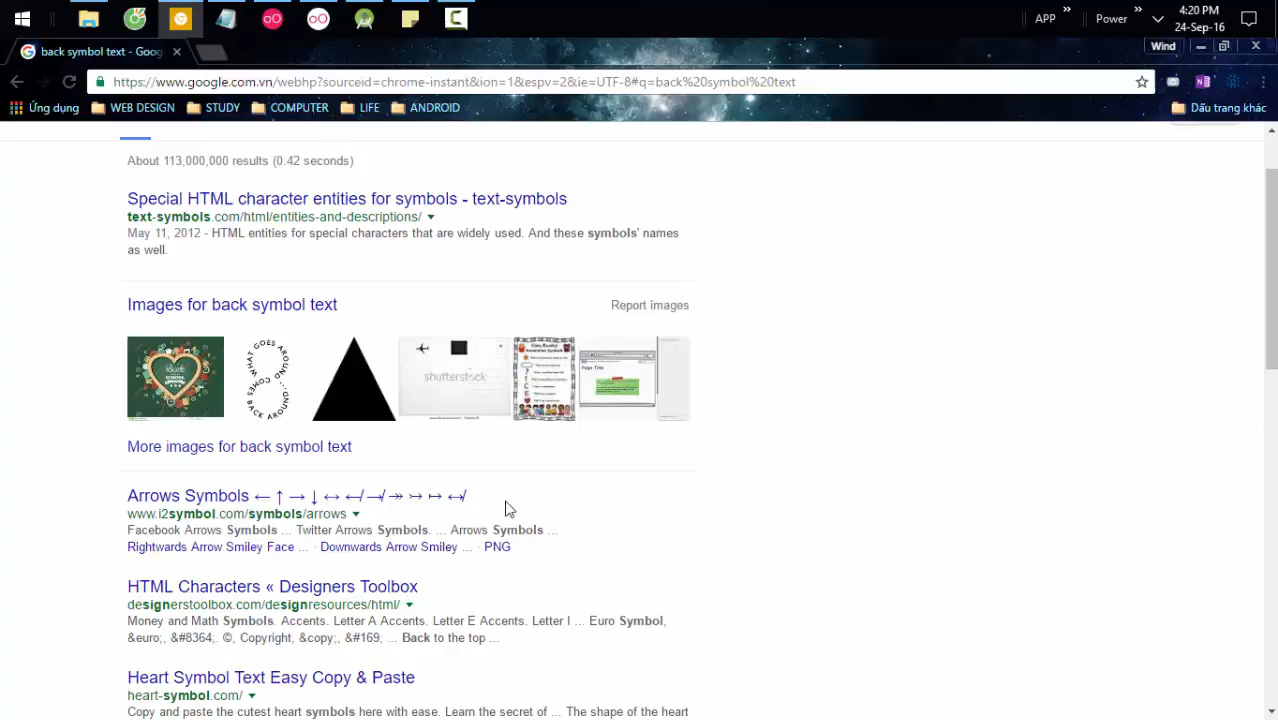 APP
»
Power
»
4:20 PM
24-Sep-16
back symbol text - Goog
Wind
https://www.google.com.vn/webhp?sourceid=chrome-instant&ion=1&espv=2&ie=UTF-8#q=back%20symbol%20text
Ứng dụng
WEB DESIGN
STUDY
COMPUTER
LIFE
ANDROID
Dấu trang khác
About 113,000,000 results (0.42 seconds)
Special HTML character entities for symbols - text-symbols
text-symbols.com/html/entities-and-descriptions/
May 11, 2012 - HTML entities for special characters that are widely used. And these symbols' names
as well.
Images for back symbol text
Report images
WHAT GOES AROUND COMES BACK AROUND
shutterstock
Page Title
More images for back symbol text
Arrows Symbols ← ↑ → ↓ ↔ ↚ ↛ ↠ ↣ ↦ ↮
www.i2symbol.com/symbols/arrows
Facebook Arrows Symbols ... Twitter Arrows Symbols. ... Arrows Symbols ...
Rightwards Arrow Smiley Face ... · Downwards Arrow Smiley ... · PNG
HTML Characters « Designers Toolbox
designerstoolbox.com/designresources/html/
Money and Math Symbols. Accents. Letter A Accents. Letter E Accents. Letter I ... Euro Symbol,
&euro;, &#8364;. ©, Copyright, &copy;, &#169, ... Back to the top ...
Heart Symbol Text Easy Copy & Paste
heart-symbol.com/
Copy and paste the cutest heart symbols here with ease. Learn the secret of ... The shape of the heart